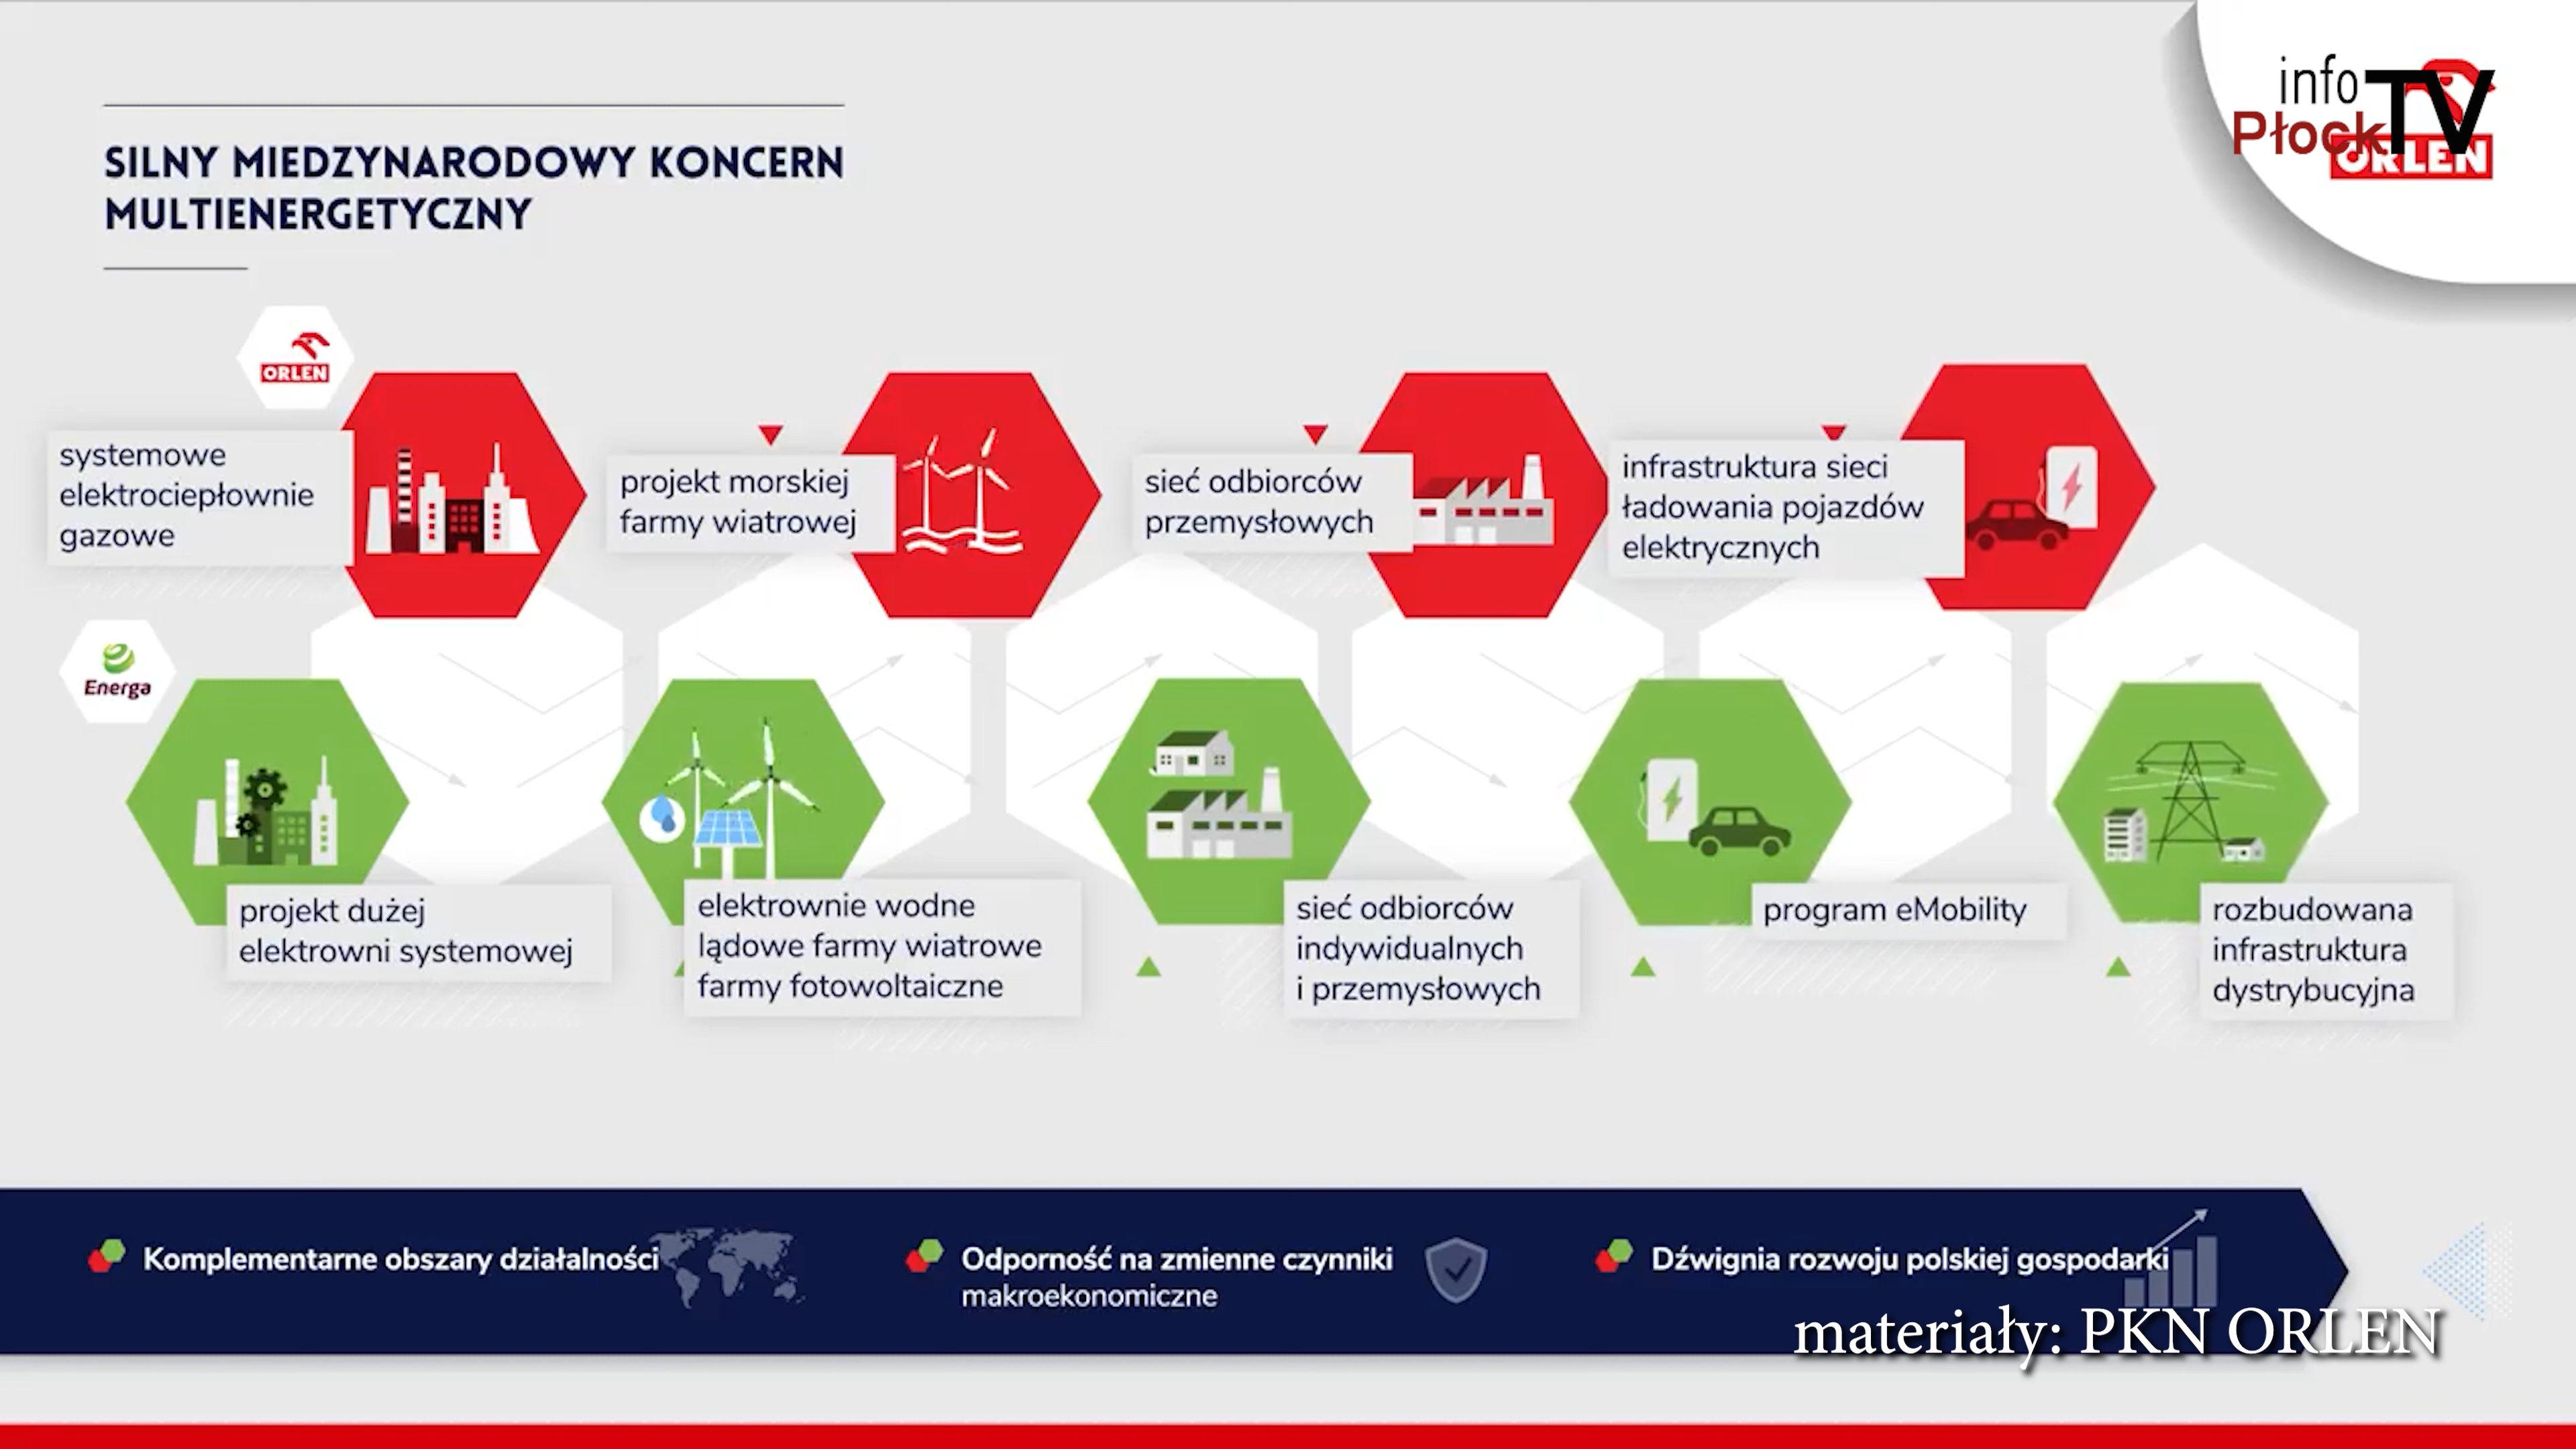 info
PłockTV
ORLEN
SILNY MIEDZYNARODOWY KONCERN
MULTIENERGETYCZNY
ORLEN
systemowe
elektrociepłownie
gazowe
projekt morskiej
farmy wiatrowej
sieć odbiorców
przemysłowych
infrastruktura sieci
ładowania pojazdów
elektrycznych
Energa
projekt dużej
elektrowni systemowej
elektrownie wodne
lądowe farmy wiatrowe
farmy fotowoltaiczne
sieć odbiorców
indywidualnych
i przemysłowych
program eMobility
rozbudowana
infrastruktura
dystrybucyjna
Komplementarne obszary działalności
Odporność na zmienne czynniki
makroekonomiczne
Dźwignia rozwoju polskiej gospodarki
materiały: PKN ORLEN